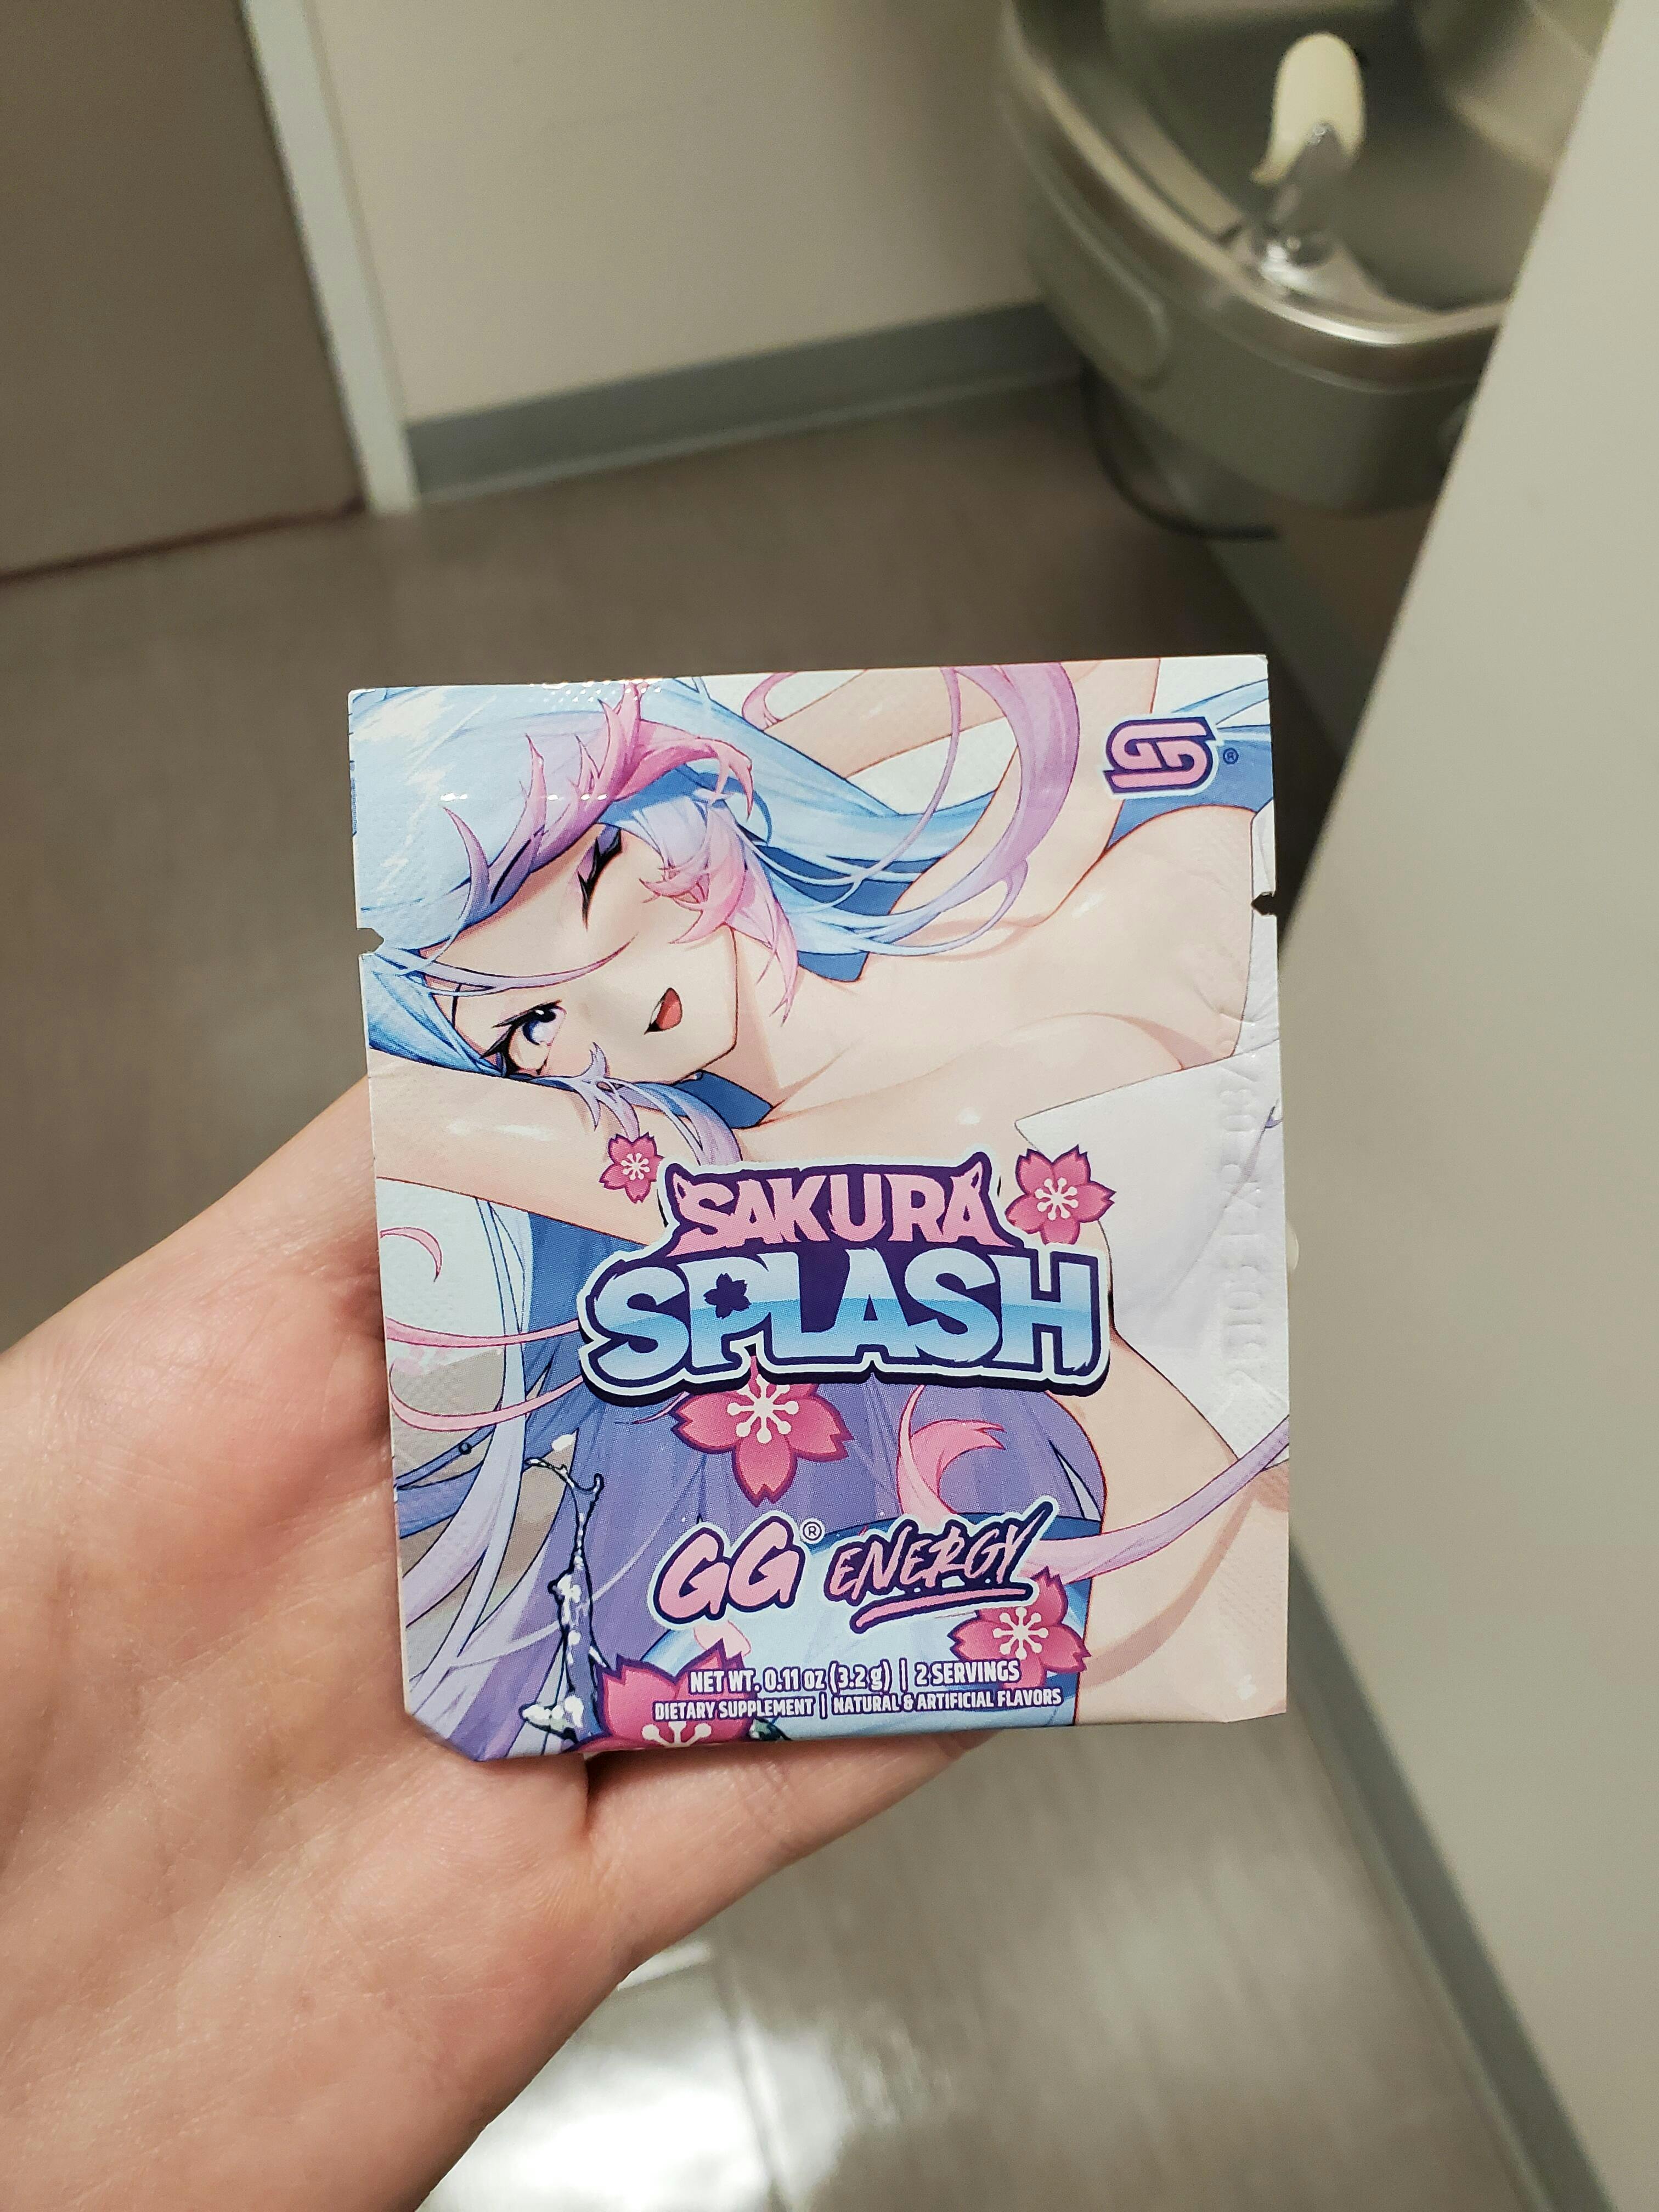 SAKURA
SPLASH
GG® ENERGY
NET WT. 0.11 oz (3.2 g) | 2 SERVINGS
DIETARY SUPPLEMENT | NATURAL & ARTIFICIAL FLAVORS